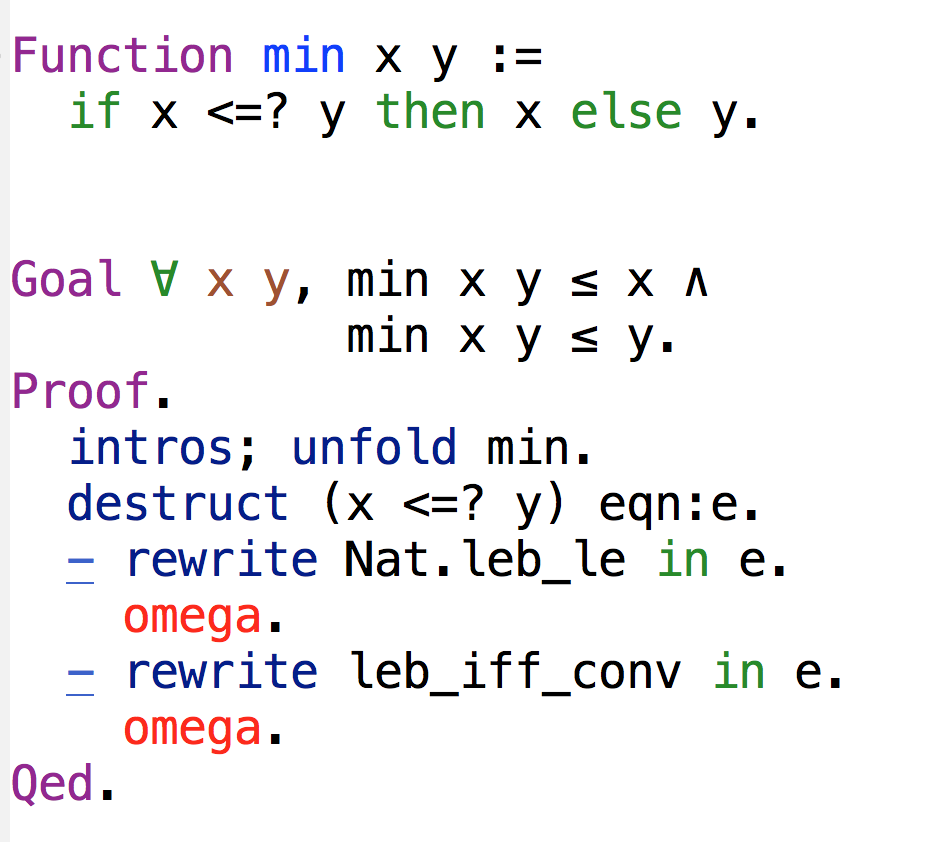 Function min x y :=
  if x <=? y then x else y.
Goal ∀ x y, min x y ≤ x ∧
            min x y ≤ y.
Proof.
  intros; unfold min.
  destruct (x <=? y) eqn:e.
  - rewrite Nat.leb_le in e.
    omega.
  - rewrite leb_iff_conv in e.
    omega.
Qed.